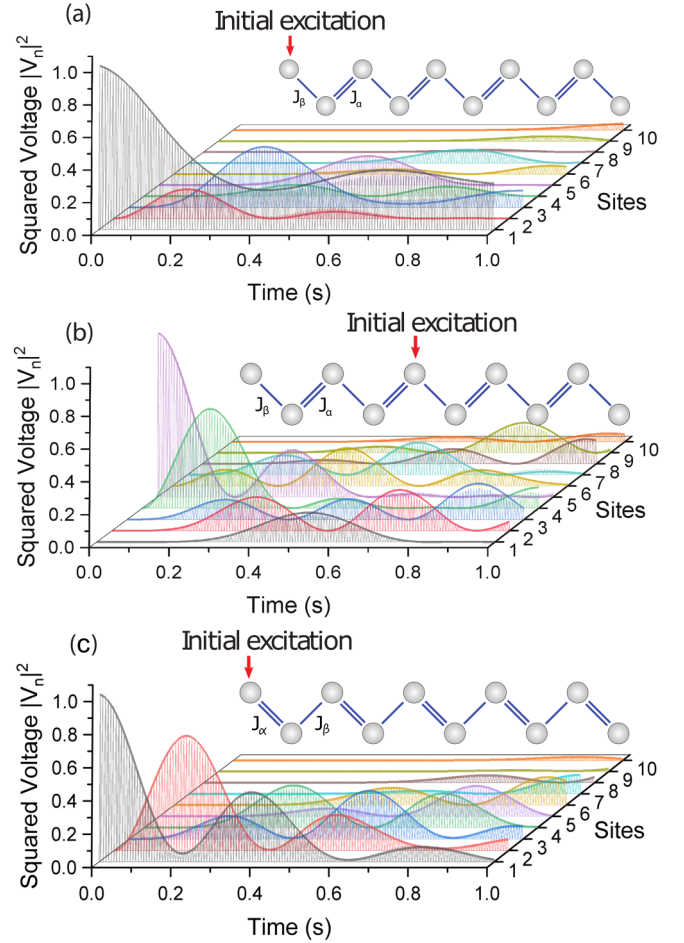 (a)
Initial excitation
J_β J_α
Squared Voltage |V_n|²
1.0
0.8
0.6
0.4
0.2
0.0
0.0 0.2 0.4 0.6 0.8 1.0
Time (s)
1 2 3 4 5 6 7 8 9 10
Sites
(b)
Initial excitation
J_β J_α
Squared Voltage |V_n|²
1.0
0.8
0.6
0.4
0.2
0.0
0.0 0.2 0.4 0.6 0.8 1.0
Time (s)
1 2 3 4 5 6 7 8 9 10
Sites
(c)
Initial excitation
J_α J_β
Squared Voltage |V_n|²
1.0
0.8
0.6
0.4
0.2
0.0
0.0 0.2 0.4 0.6 0.8 1.0
Time (s)
1 2 3 4 5 6 7 8 9 10
Sites